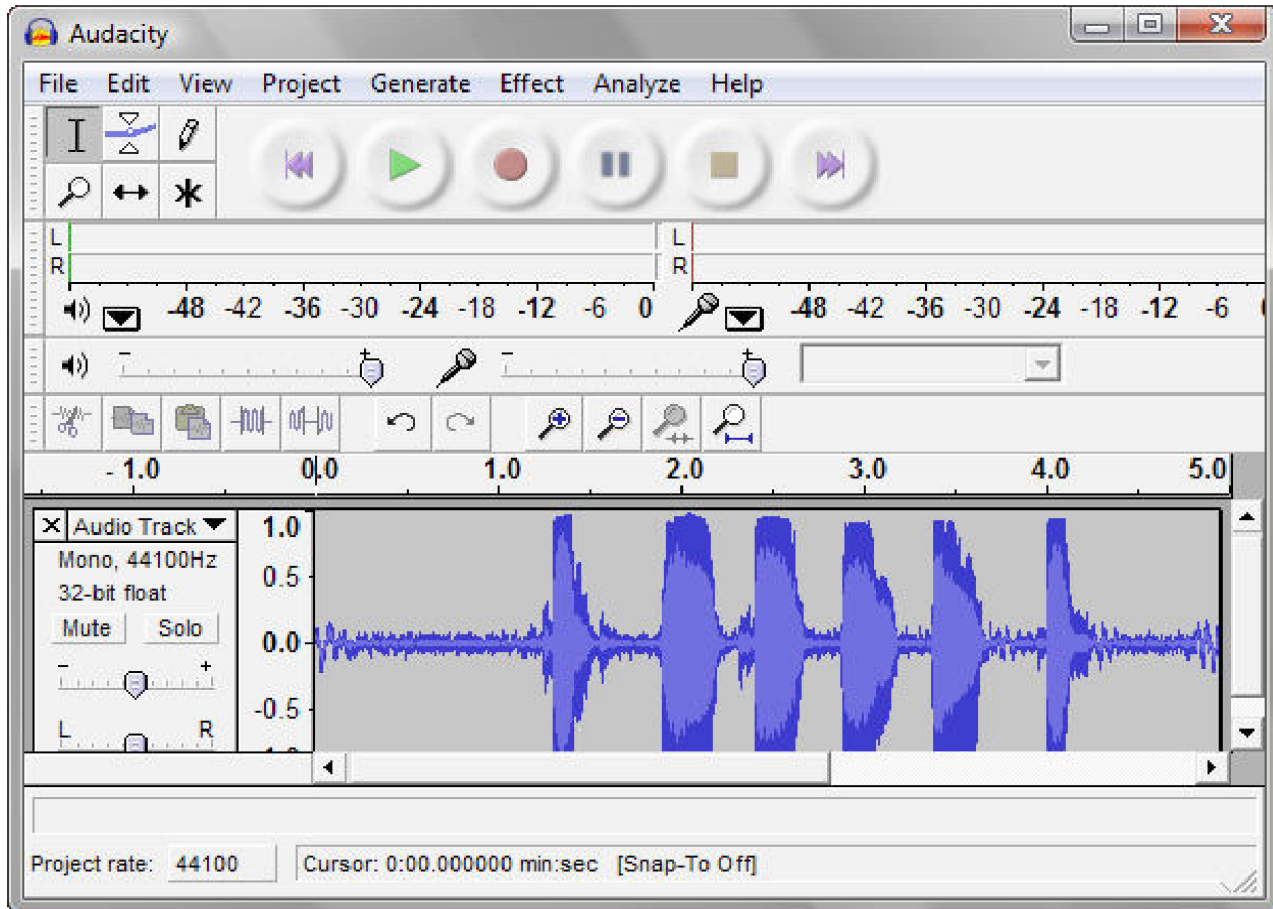 Audacity
File Edit View Project Generate Effect Analyze Help
L L
R R
-48 -42 -36 -30 -24 -18 -12 -6 0 -48 -42 -36 -30 -24 -18 -12 -6
- + - +
- 1.0 0.0 1.0 2.0 3.0 4.0 5.0
Audio Track 1.0
Mono, 44100Hz
32-bit float 0.5
Mute Solo 0.0
- +
-0.5
L R
Project rate: 44100 Cursor: 0:00.000000 min:sec [Snap-To Off]